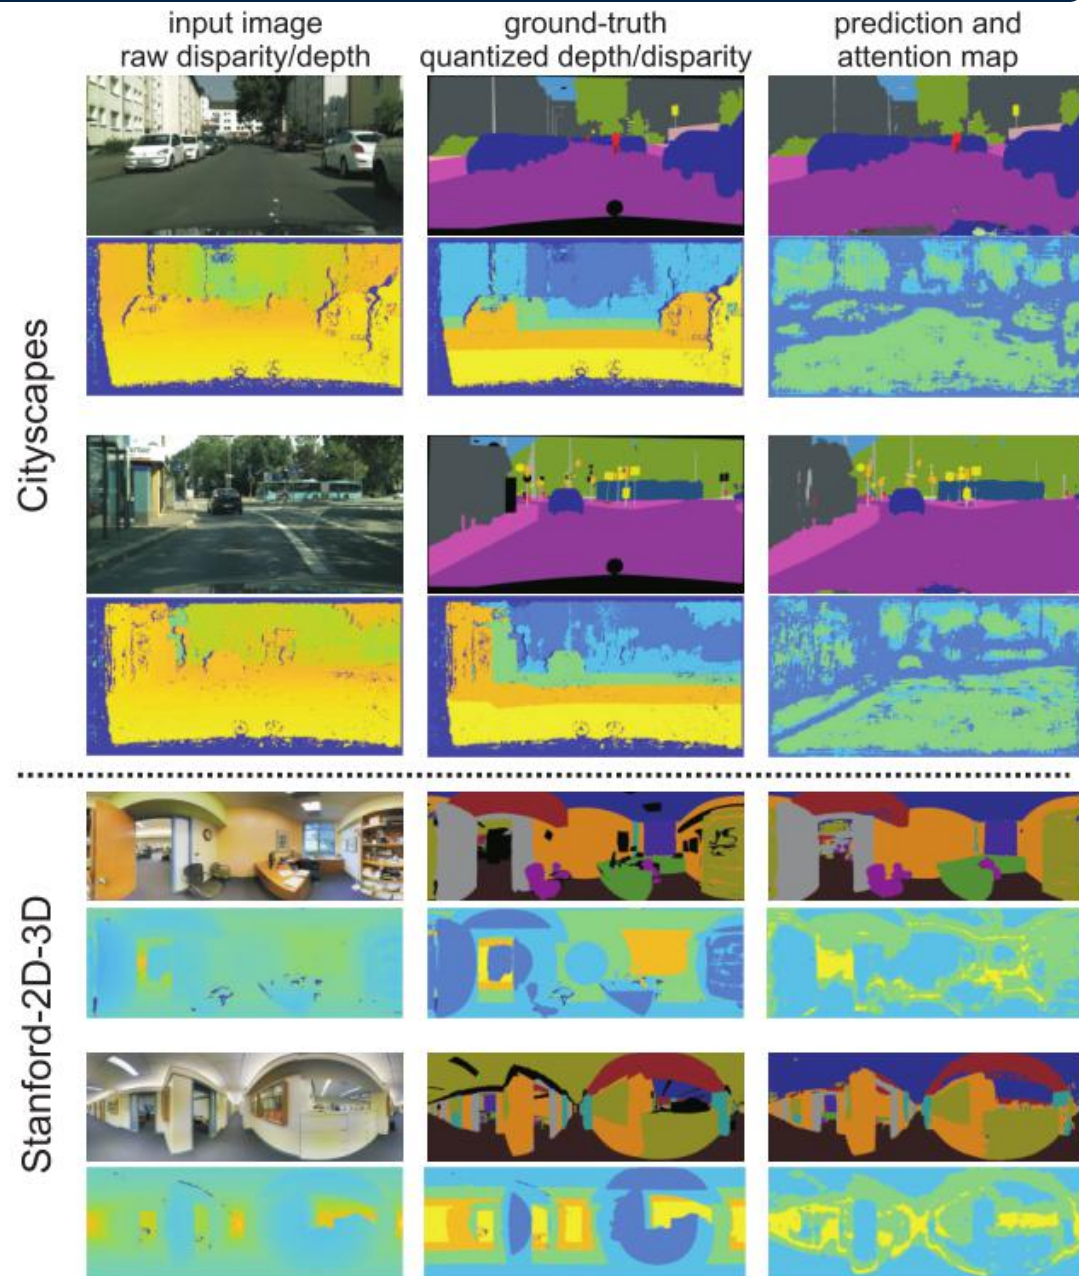 input image
raw disparity/depth
ground-truth
quantized depth/disparity
prediction and
attention map
Cityscapes
Stanford-2D-3D